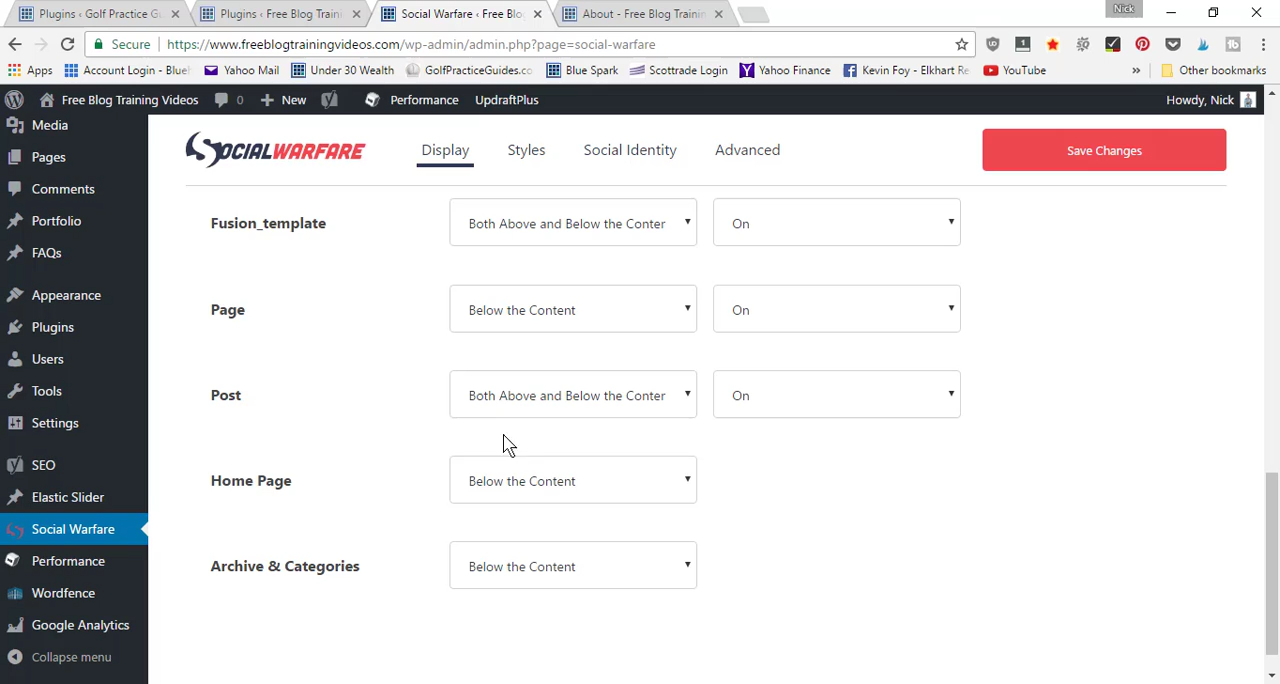 Plugins ‹ Golf Practice G
Plugins ‹ Free Blog Train
Social Warfare ‹ Free Blo
About - Free Blog Trainin
Nick
Secure
https://www.freeblogtrainingvideos.com/wp-admin/admin.php?page=social-warfare
Apps
Account Login - Blue
Yahoo Mail
Under 30 Wealth
GolfPracticeGuides.co
Blue Spark
Scottrade Login
Yahoo Finance
Kevin Foy - Elkhart Re
YouTube
»
Other bookmarks
Free Blog Training Videos
0
+ New
Performance
UpdraftPlus
Howdy, Nick
Media
Pages
Comments
Portfolio
FAQs
Appearance
Plugins
Users
Tools
Settings
SEO
Elastic Slider
Social Warfare
Performance
Wordfence
Google Analytics
Collapse menu
SOCIALWARFARE
Display
Styles
Social Identity
Advanced
Save Changes
Fusion_template
Both Above and Below the Conter
On
Page
Below the Content
On
Post
Both Above and Below the Conter
On
Home Page
Below the Content
Archive & Categories
Below the Content